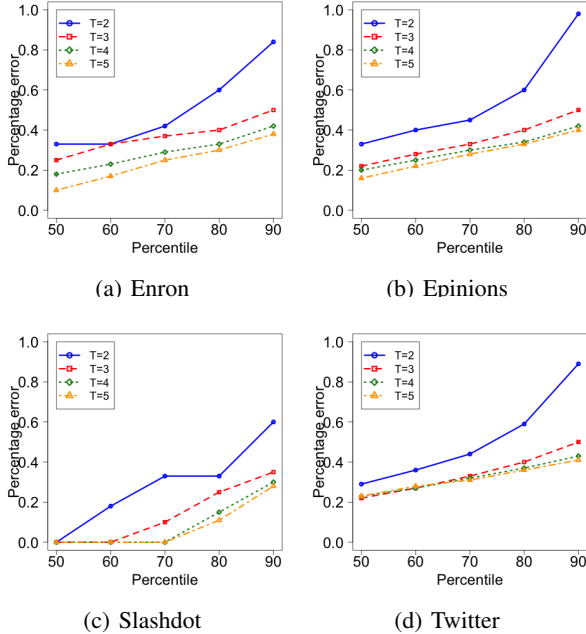 1.0
0.8
0.6
0.4
0.2
0.0
Percentage error
T=2
T=3
T=4
T=5
50 60 70 80 90
Percentile
(a) Enron
1.0
0.8
0.6
0.4
0.2
0.0
Percentage error
T=2
T=3
T=4
T=5
50 60 70 80 90
Percentile
(b) Epinions
1.0
0.8
0.6
0.4
0.2
0.0
Percentage error
T=2
T=3
T=4
T=5
50 60 70 80 90
Percentile
(c) Slashdot
1.0
0.8
0.6
0.4
0.2
0.0
Percentage error
T=2
T=3
T=4
T=5
50 60 70 80 90
Percentile
(d) Twitter